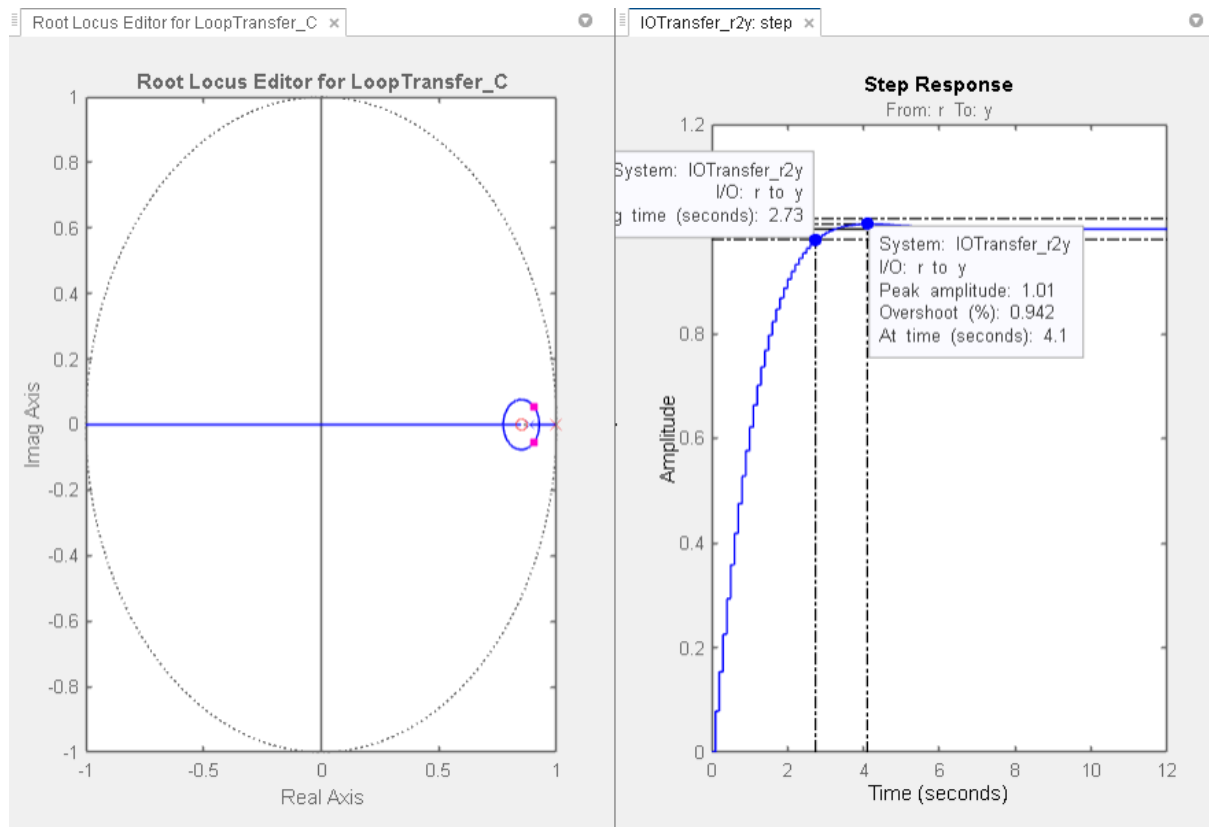 Root Locus Editor for LoopTransfer_C ×
IOTransfer_r2y: step ×
Root Locus Editor for LoopTransfer_C
1
0.8
0.6
0.4
0.2
0
-0.2
-0.4
-0.6
-0.8
-1
Imag Axis
-1
-0.5
0
0.5
1
Real Axis
Step Response
From: r To: y
1.2
0.8
0.6
0.4
0.2
0
Amplitude
System: IOTransfer_r2y
I/O: r to y
g time (seconds): 2.73
System: IOTransfer_r2y
I/O: r to y
Peak amplitude: 1.01
Overshoot (%): 0.942
At time (seconds): 4.1
0
2
4
6
8
10
12
Time (seconds)